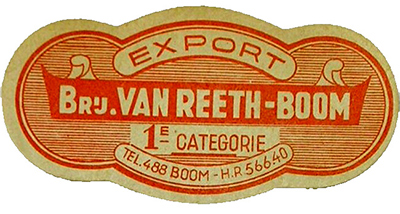 EXPORT
BRIJ. VAN REETH-BOOM
1E CATEGORIE
TEL. 488 BOOM - H.R. 56640